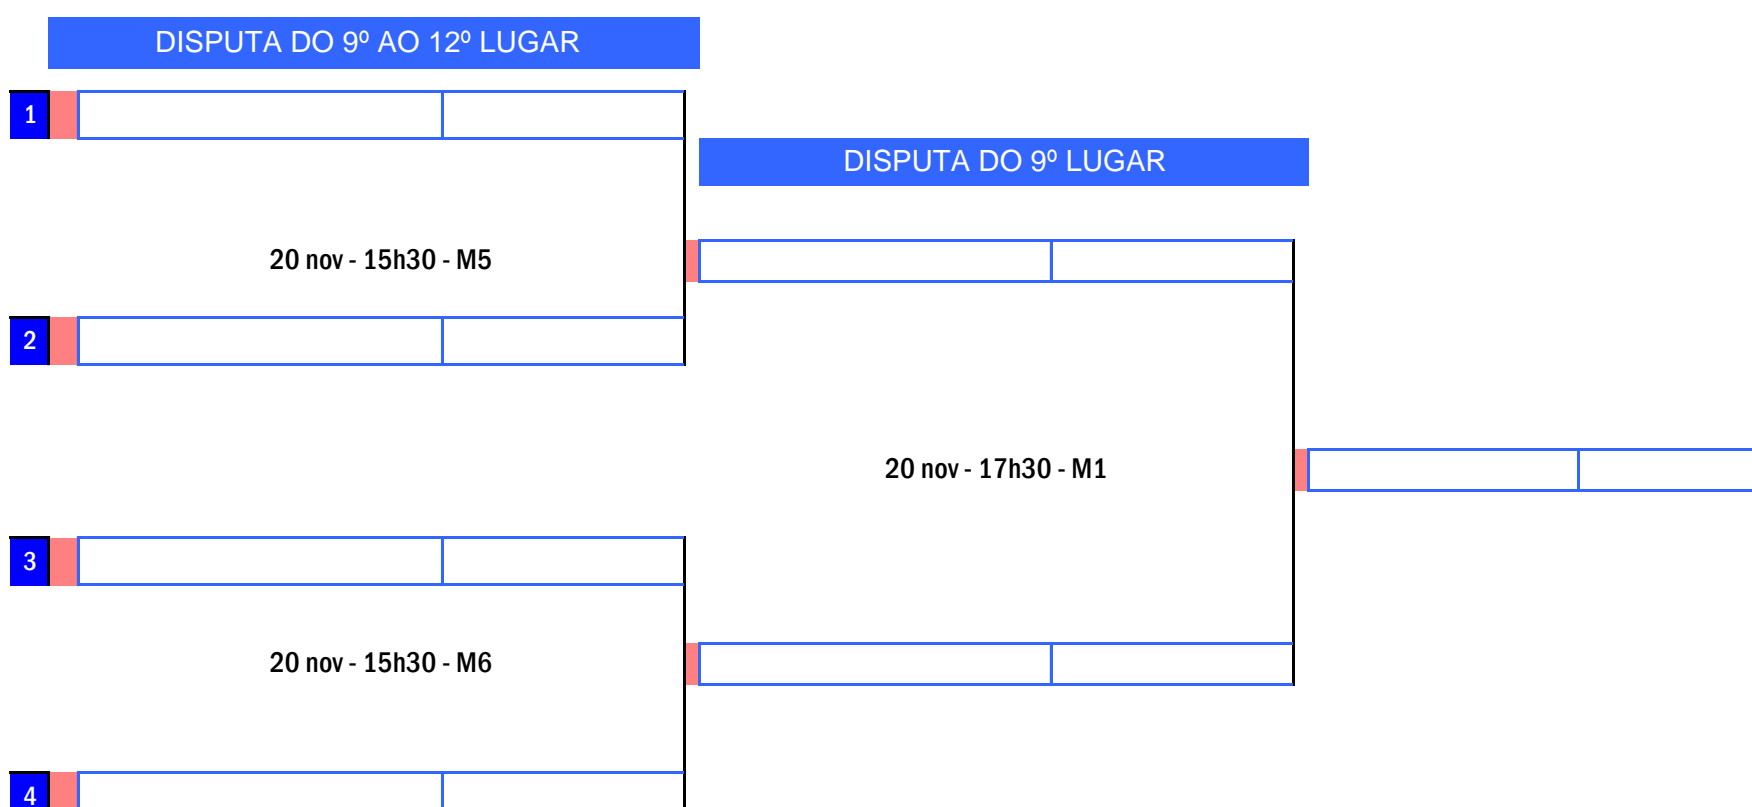 DISPUTA DO 9º AO 12º LUGAR
1
DISPUTA DO 9º LUGAR
20 nov - 15h30 - M5
2
20 nov - 17h30 - M1
3
20 nov - 15h30 - M6
4